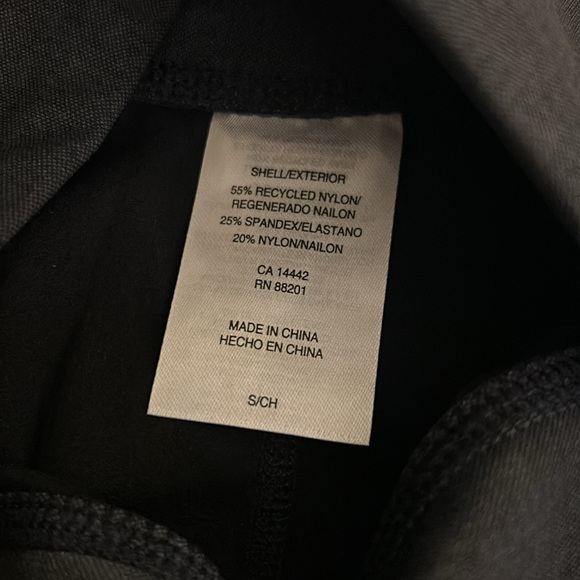 SHELL/EXTERIOR
55% RECYCLED NYLON/
REGENERADO NAILON
25% SPANDEX/ELASTANO
20% NYLON/NAILON
CA 14442
RN 88201
MADE IN CHINA
HECHO EN CHINA
S/CH